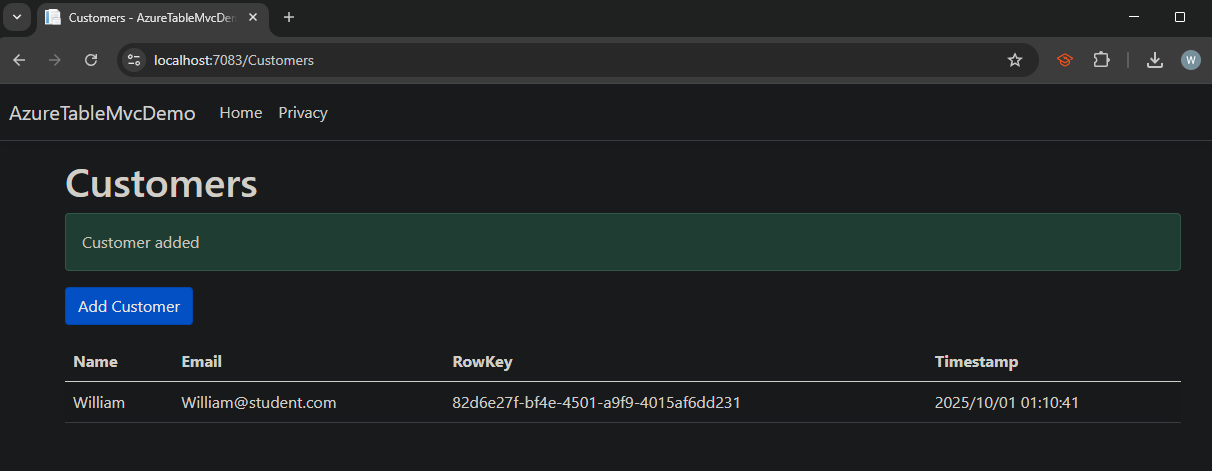 Customers - AzureTableMvcDem
localhost:7083/Customers
W
AzureTableMvcDemo Home Privacy
Customers
Customer added
Add Customer
Name Email RowKey Timestamp
William William@student.com 82d6e27f-bf4e-4501-a9f9-4015af6dd231 2025/10/01 01:10:41